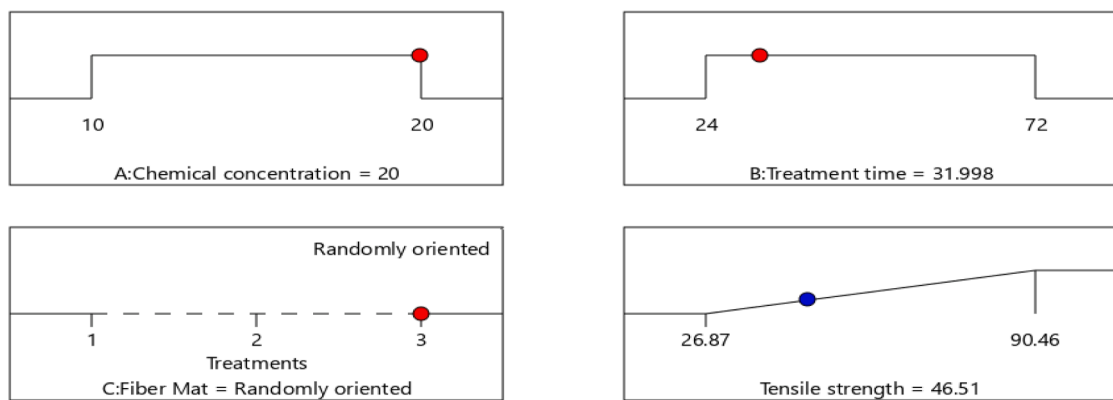 10 20
A:Chemical concentration = 20
24 72
B:Treatment time = 31.998
Randomly oriented
1 2 3
Treatments
C:Fiber Mat = Randomly oriented
26.87 90.46
Tensile strength = 46.51